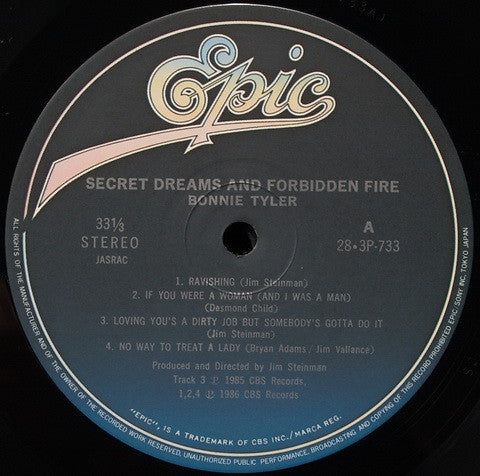 Epic
SECRET DREAMS AND FORBIDDEN FIRE
BONNIE TYLER
33⅓
STEREO
JASRAC
A
28・3P-733
1. RAVISHING (Jim Steinman)
2. IF YOU WERE A WOMAN (AND I WAS A MAN)
(Desmond Child)
3. LOVING YOU'S A DIRTY JOB BUT SOMEBODY'S GOTTA DO IT
(Jim Steinman)
4. NO WAY TO TREAT A LADY (Bryan Adams / Jim Vallance)
Produced and Directed by Jim Steinman
Track 3 ℗ 1985 CBS Records,
1,2,4 ℗ 1986 CBS Records
"EPIC", IS A TRADEMARK OF CBS INC./MARCA REG.
ALL RIGHTS OF THE MANUFACTURER AND OF THE OWNER OF THE RECORDED WORK RESERVED, UNAUTHORIZED PUBLIC PERFORMANCE, BROADCASTING AND COPYING OF THIS RECORD PROHIBITED EPIC/SONY INC. TOKYO JAPAN